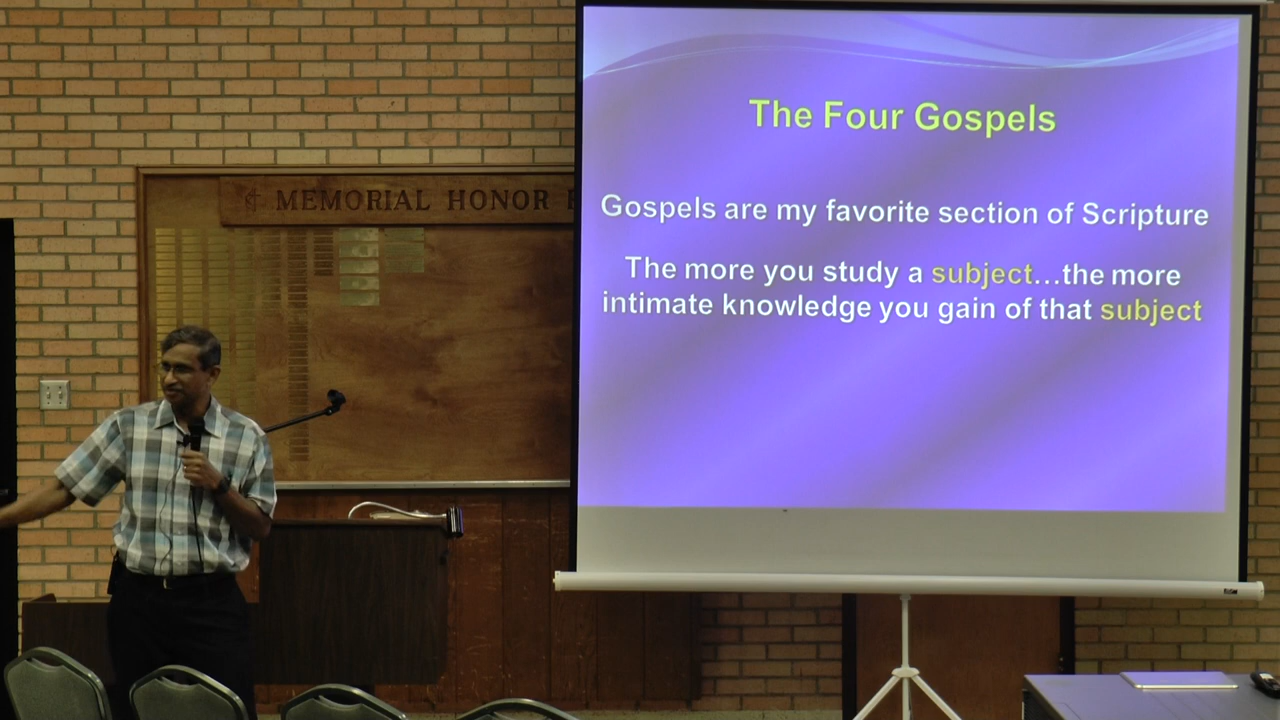 The Four Gospels
Gospels are my favorite section of Scripture
The more you study a subject...the more
intimate knowledge you gain of that subject
MEMORIAL HONOR